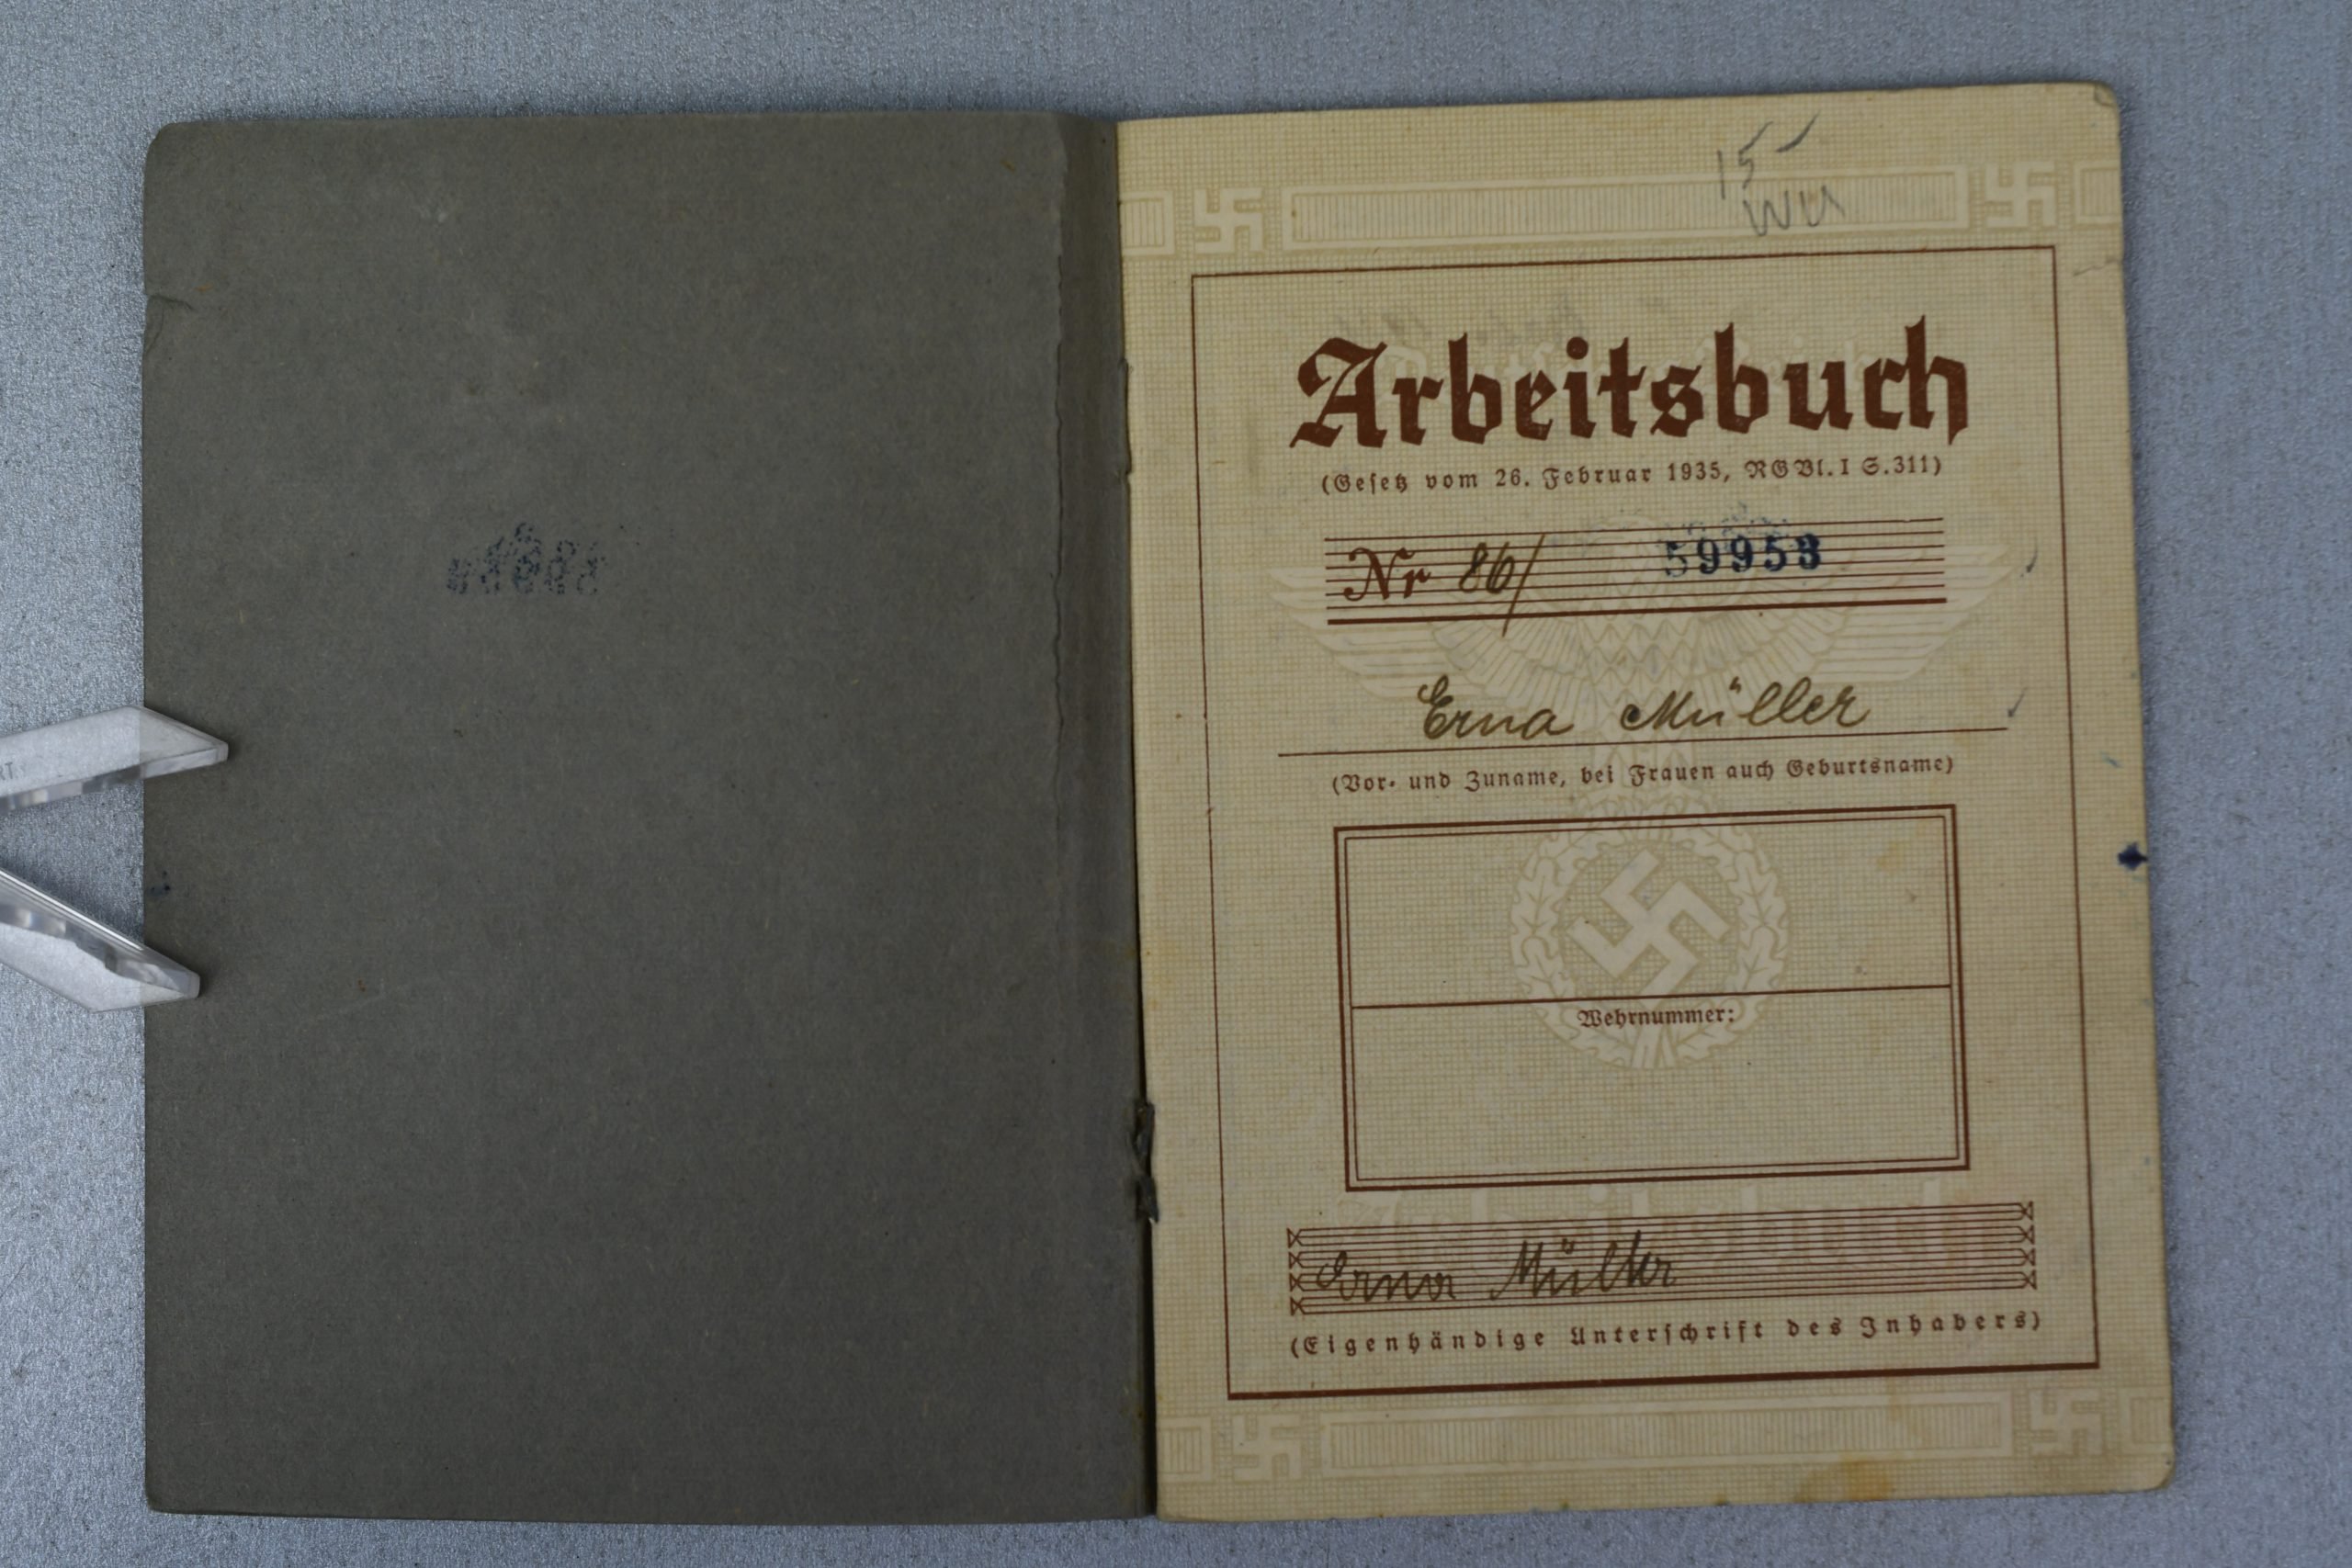 15-
WU
Arbeitsbuch
(Gesetz vom 26. Februar 1935, RGBl. I S. 311)
Nr 86/ 59953
Erna Müller
(Vor- und Zuname, bei Frauen auch Geburtsname)
Wehrnummer:
Erna Müller
(Eigenhändige Unterschrift des Inhabers)